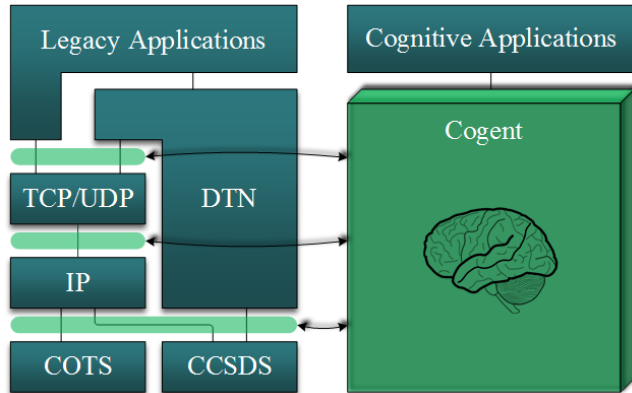 Legacy Applications
Cognitive Applications
Cogent
TCP/UDP
DTN
IP
COTS
CCSDS